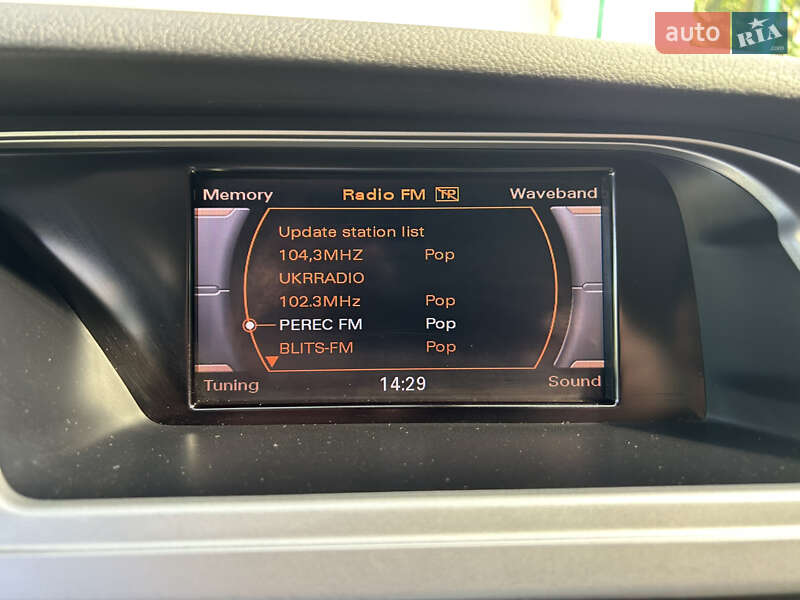 auto RIA
Memory Radio FM TP Waveband
Update station list
104,3MHZ Pop
UKRRADIO
102.3MHz Pop
PEREC FM Pop
BLITS-FM Pop
Tuning 14:29 Sound